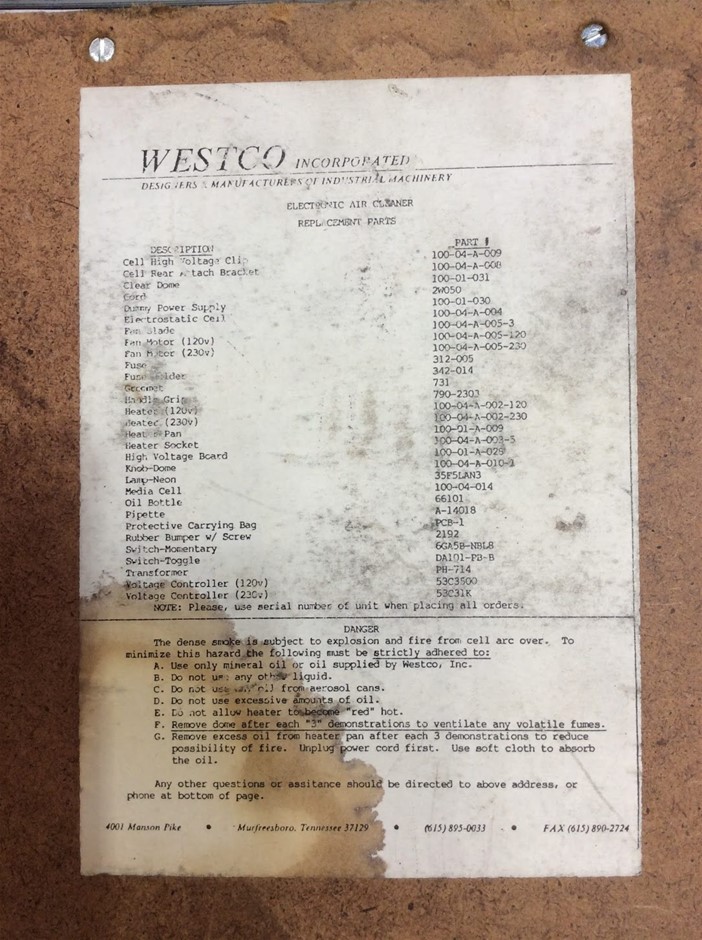 WESTCO INCORPORATED
DESIGNERS & MANUFACTURERS OF INDUSTRIAL MACHINERY
ELECTRONIC AIR CLEANER
REPLACEMENT PARTS
DESCRIPTION PART #
Cell High Voltage Clip 100-04-A-009
Cell Rear Attach Bracket 100-04-A-008
Clear Dome 100-01-031
Cord 2W050
Dummy Power Supply 100-01-030
Electrostatic Cell 100-04-A-004
Fan Blade 100-04-A-005-3
Fan Motor (120v) 100-04-A-005-120
Fan Motor (230v) 100-04-A-005-230
Fuse 312-005
Fuse Holder 342-014
Grommet 731
Handle Grip 790-2303
Heater (120v) 100-04-A-002-120
Heater (230v) 100-04-A-002-230
Heater Pan 100-01-A-009
Heater Socket 100-04-A-003-5
High Voltage Board
Knob-Dome 100-04-A-010-1
Lamp-Neon 35F5LAN3
Media Cell 100-04-014
Oil Bottle 66101
Pipette A-14018
Protective Carrying Bag PCB-1
Rubber Bumper w/ Screw 2192
Switch-Momentary 6GA5B-NBL8
Switch-Toggle DA101-PB-B
Transformer PH-714
Voltage Controller (120v) 53C3500
Voltage Controller (230v) 53C31K
NOTE: Please, use serial number of unit when placing all orders.
DANGER
The dense smoke is subject to explosion and fire from cell arc over. To
minimize this hazard the following must be strictly adhered to:
A. Use only mineral oil or oil supplied by Westco, Inc.
B. Do not use any other liquid.
C. Do not use any oil from aerosol cans.
D. Do not use excessive amounts of oil.
E. Do not allow heater to become "red" hot.
F. Remove dome after each "3" demonstrations to ventilate any volatile fumes.
G. Remove excess oil from heater pan after each 3 demonstrations to reduce
possibility of fire. Unplug power cord first. Use soft cloth to absorb
the oil.
Any other questions or assitance should be directed to above address, or
phone at bottom of page.
4001 Manson Pike • Murfreesboro, Tennessee 37129 • (615) 895-0033 • FAX (615) 890-2724